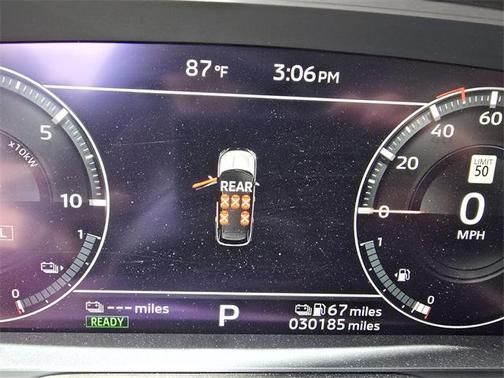 87°F 3:06PM
5
x10kW
10
L
1
0
--- miles
READY
REAR
P
67 miles
030185 miles
60
40
20
0
LIMIT
50
0
MPH
1
0